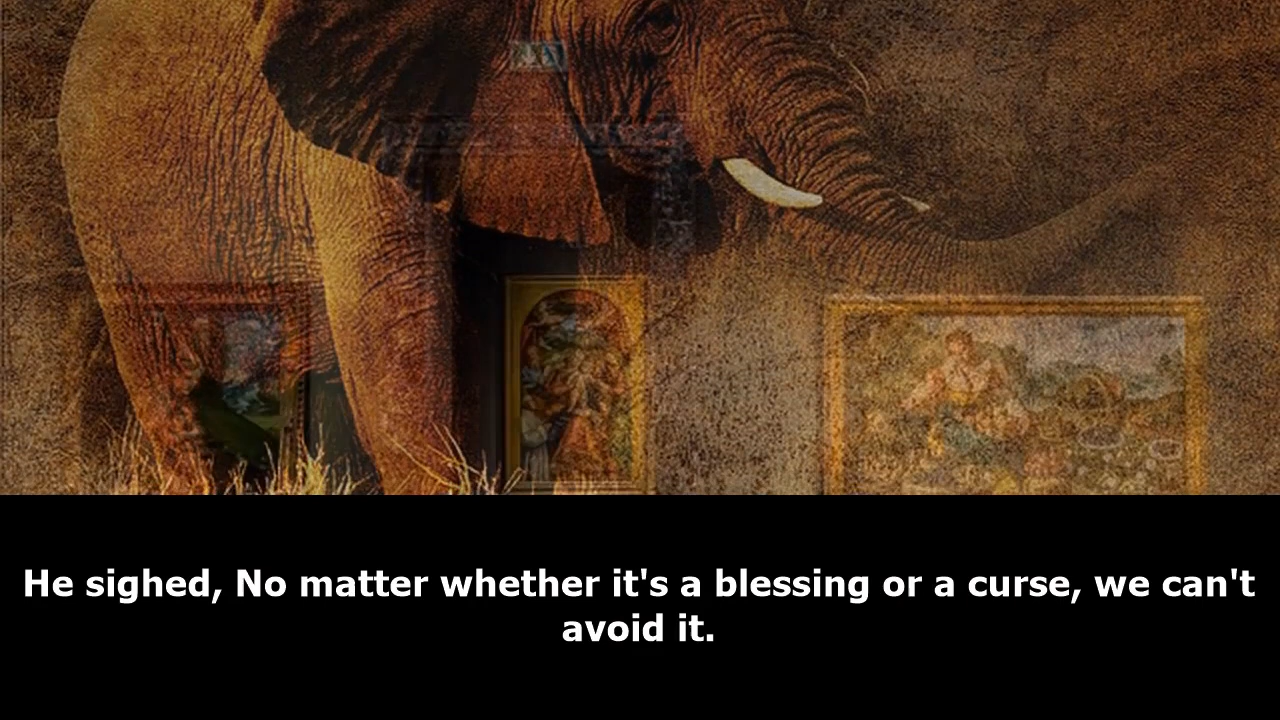 He sighed, No matter whether it's a blessing or a curse, we can't
avoid it.